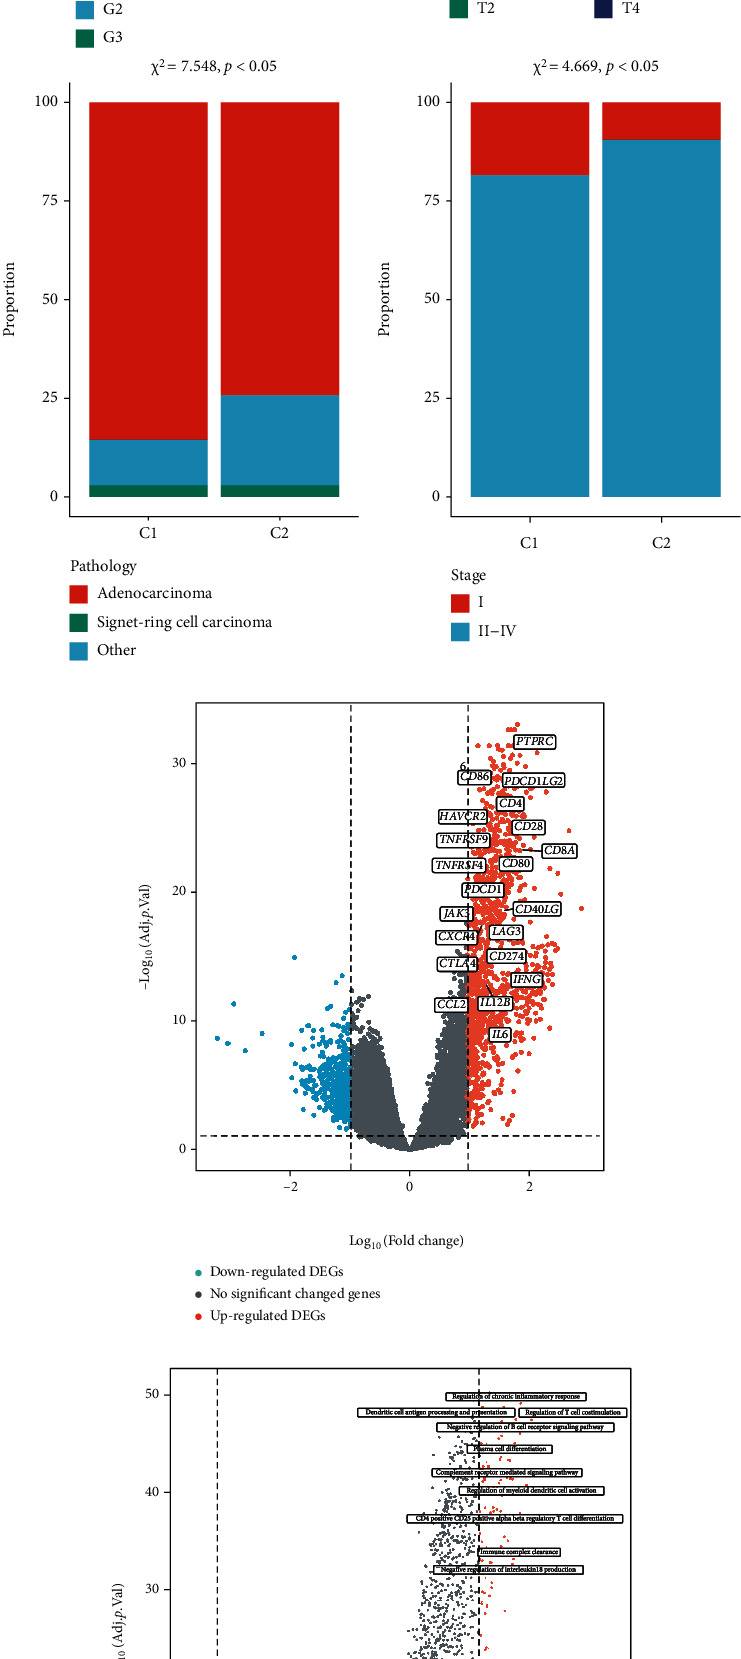 G2
G3
T2
T4
χ² = 7.548, p < 0.05
100
75
50
25
0
Proportion
C1
C2
Pathology
Adenocarcinoma
Signet-ring cell carcinoma
Other
χ² = 4.669, p < 0.05
100
75
50
25
0
Proportion
C1
C2
Stage
I
II–IV
30
20
10
0
–Log10 (Adj.p.Val)
PTPRC
6
CD86
PDCD1LG2
CD4
HAVCR2
CD28
TNFRSF9
CD8A
TNFRSF4
CD80
PDCD1
JAK3
CD40LG
CXCR4
LAG3
CTLA4
CD274
IFNG
CCL2
IL12B
IL6
–2
0
2
Log10 (Fold change)
Down-regulated DEGs
No significant changed genes
Up-regulated DEGs
50
40
30
10 (Adj.p.Val)
Regulation of chronic inflammatory response
Dendritic cell antigen processing and presentation
Regulation of T cell costimulation
Negative regulation of B cell receptor signaling pathway
Plasma cell differentiation
Complement receptor mediated signaling pathway
Regulation of myeloid dendritic cell activation
CD4 positive CD25 positive alpha beta regulatory T cell differentiation
Immune complex clearance
Negative regulation of interleukin18 production